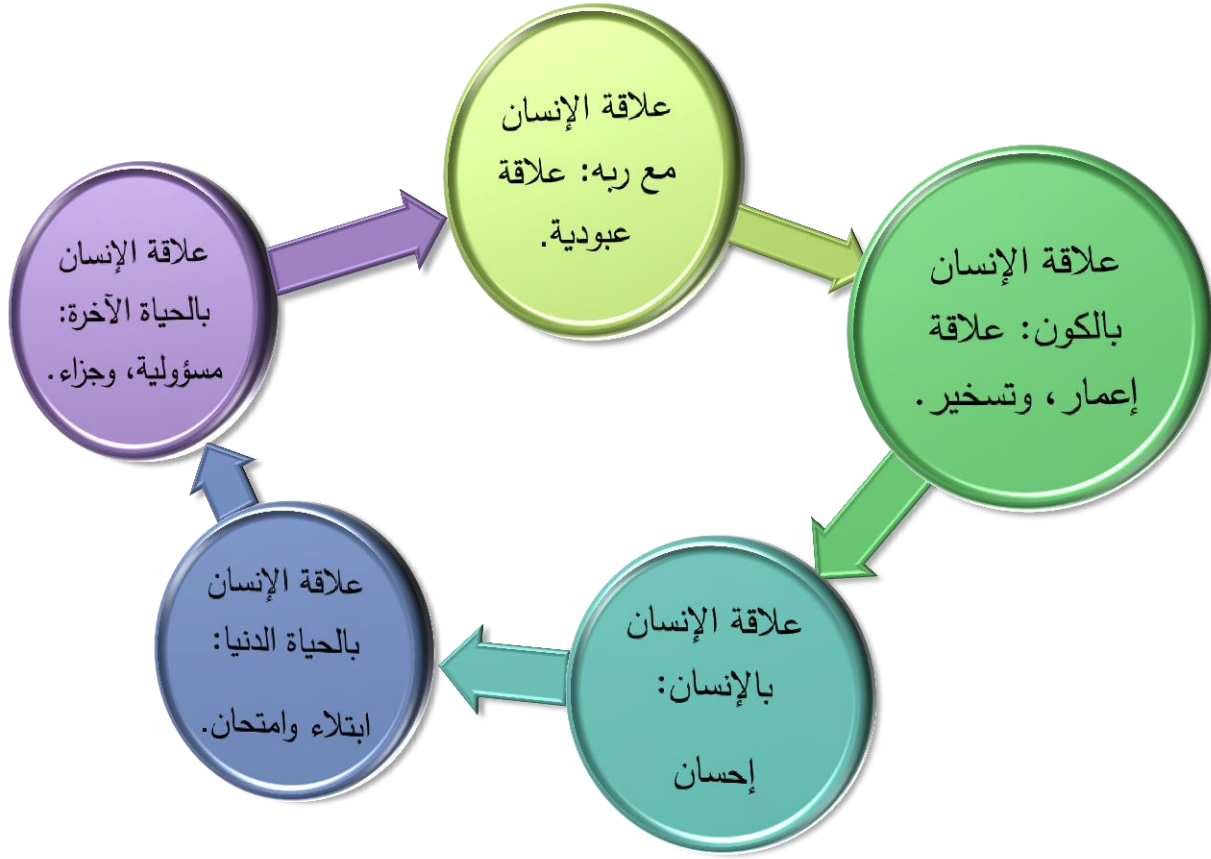 علاقة الإنسان
مع ربه: علاقة
عبودية.
علاقة الإنسان
بالكون: علاقة
إعمار، وتسخير.
علاقة الإنسان
بالإنسان:
إحسان
علاقة الإنسان
بالحياة الدنيا:
ابتلاء وامتحان.
علاقة الإنسان
بالحياة الآخرة:
مسؤولية، وجزاء.